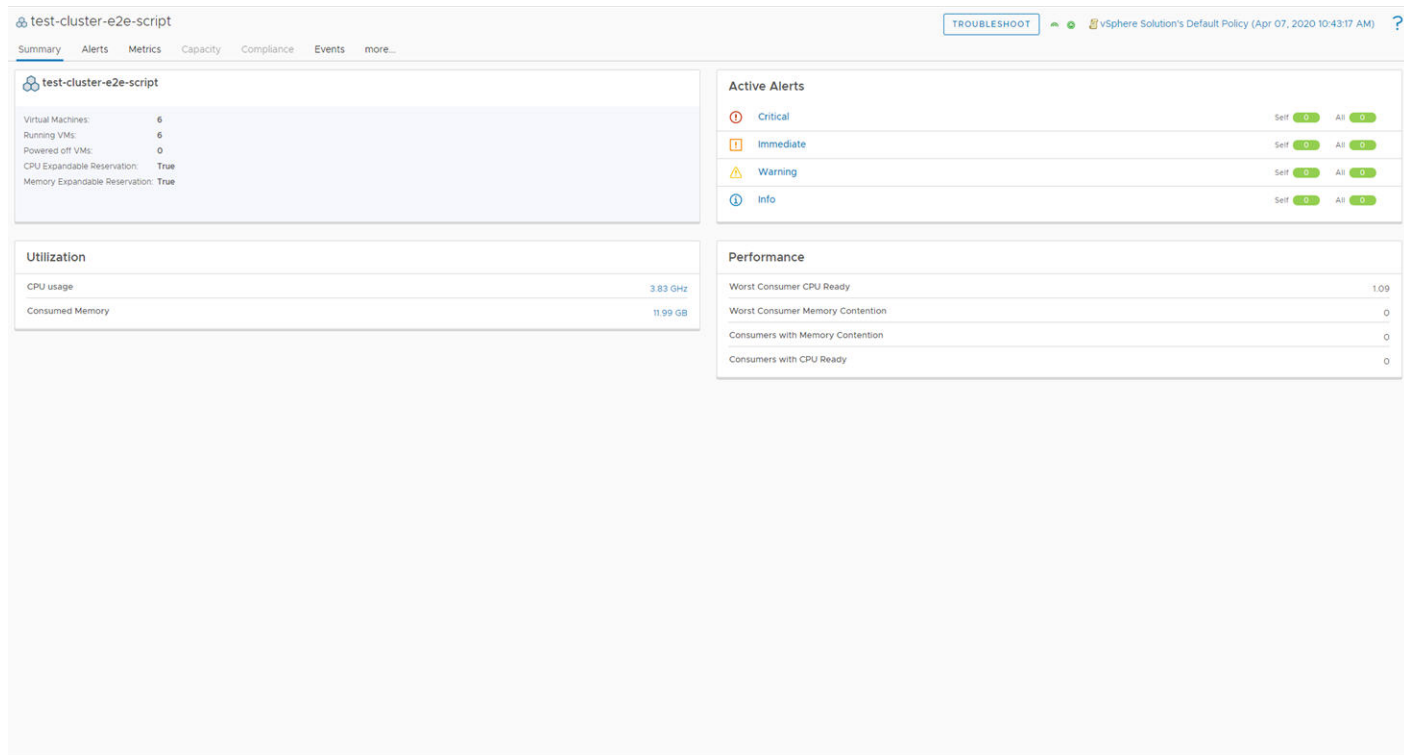 test-cluster-e2e-script
TROUBLESHOOT
vSphere Solution's Default Policy (Apr 07, 2020 10:43:17 AM)
?
Summary Alerts Metrics Capacity Compliance Events more...
test-cluster-e2e-script
Virtual Machines: 6
Running VMs: 6
Powered off VMs: 0
CPU Expandable Reservation: True
Memory Expandable Reservation: True
Active Alerts
Critical Self 0 All 0
Immediate Self 0 All 0
Warning Self 0 All 0
Info Self 0 All 0
Utilization
CPU usage 3.83 GHz
Consumed Memory 11.99 GB
Performance
Worst Consumer CPU Ready 1.09
Worst Consumer Memory Contention 0
Consumers with Memory Contention 0
Consumers with CPU Ready 0